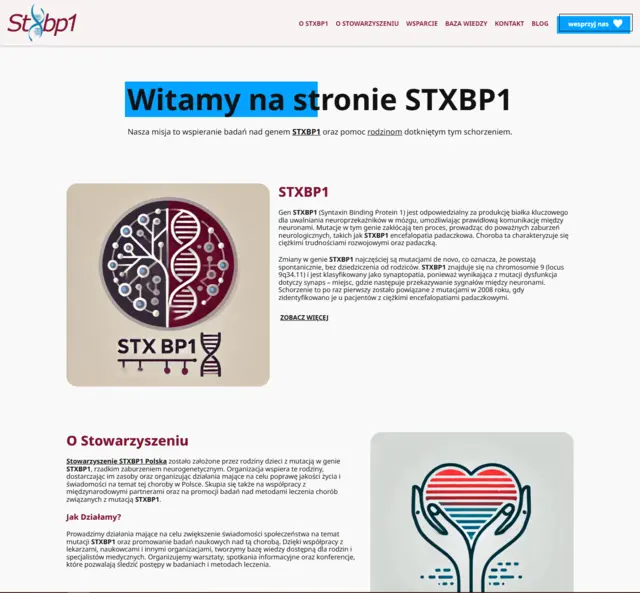 Stxbp1
O STXBP1 O STOWARZYSZENIU WSPARCIE BAZA WIEDZY KONTAKT BLOG wesprzyj nas
Witamy na stronie STXBP1
Nasza misja to wspieranie badań nad genem STXBP1 oraz pomoc rodzinom dotkniętym tym schorzeniem.
STX BP1
STXBP1
Gen STXBP1 (Syntaxin Binding Protein 1) jest odpowiedzialny za produkcję białka kluczowego
dla uwalniania neuroprzekaźników w mózgu, umożliwiając prawidłową komunikację między
neuronami. Mutacje w tym genie zakłócają ten proces, prowadząc do poważnych zaburzeń
neurologicznych, takich jak STXBP1 encefalopatia padaczkowa. Choroba ta charakteryzuje się
ciężkimi trudnościami rozwojowymi oraz padaczką.
Zmiany w genie STXBP1 najczęściej są mutacjami de novo, co oznacza, że powstają
spontanicznie, bez dziedziczenia od rodziców. STXBP1 znajduje się na chromosomie 9 (locus
9q34.11) i jest klasyfikowany jako synaptopatia, ponieważ wynikająca z mutacji dysfunkcja
dotyczy synaps – miejsc, gdzie następuje przekazywanie sygnałów między neuronami.
Schorzenie to po raz pierwszy zostało powiązane z mutacjami w 2008 roku, gdy
zidentyfikowano je u pacjentów z ciężkimi encefalopatiami padaczkowymi.
ZOBACZ WIĘCEJ
O Stowarzyszeniu
Stowarzyszenie STXBP1 Polska zostało założone przez rodziny dzieci z mutacją w genie
STXBP1, rzadkim zaburzeniem neurogenetycznym. Organizacja wspiera te rodziny,
dostarczając im zasoby oraz organizując działania mające na celu poprawę jakości życia i
świadomości na temat tej choroby w Polsce. Skupia się także na współpracy z
międzynarodowymi partnerami oraz na promocji badań nad metodami leczenia chorób
związanych z mutacją STXBP1.
Jak Działamy?
Prowadzimy działania mające na celu zwiększenie świadomości społeczeństwa na temat
mutacji STXBP1 oraz promowanie badań naukowych nad tą chorobą. Dzięki współpracy z
lekarzami, naukowcami i innymi organizacjami, tworzymy bazę wiedzy dostępną dla rodzin i
specjalistów medycznych. Organizujemy warsztaty, spotkania informacyjne oraz konferencje,
które pozwalają śledzić postępy w badaniach i metodach leczenia.